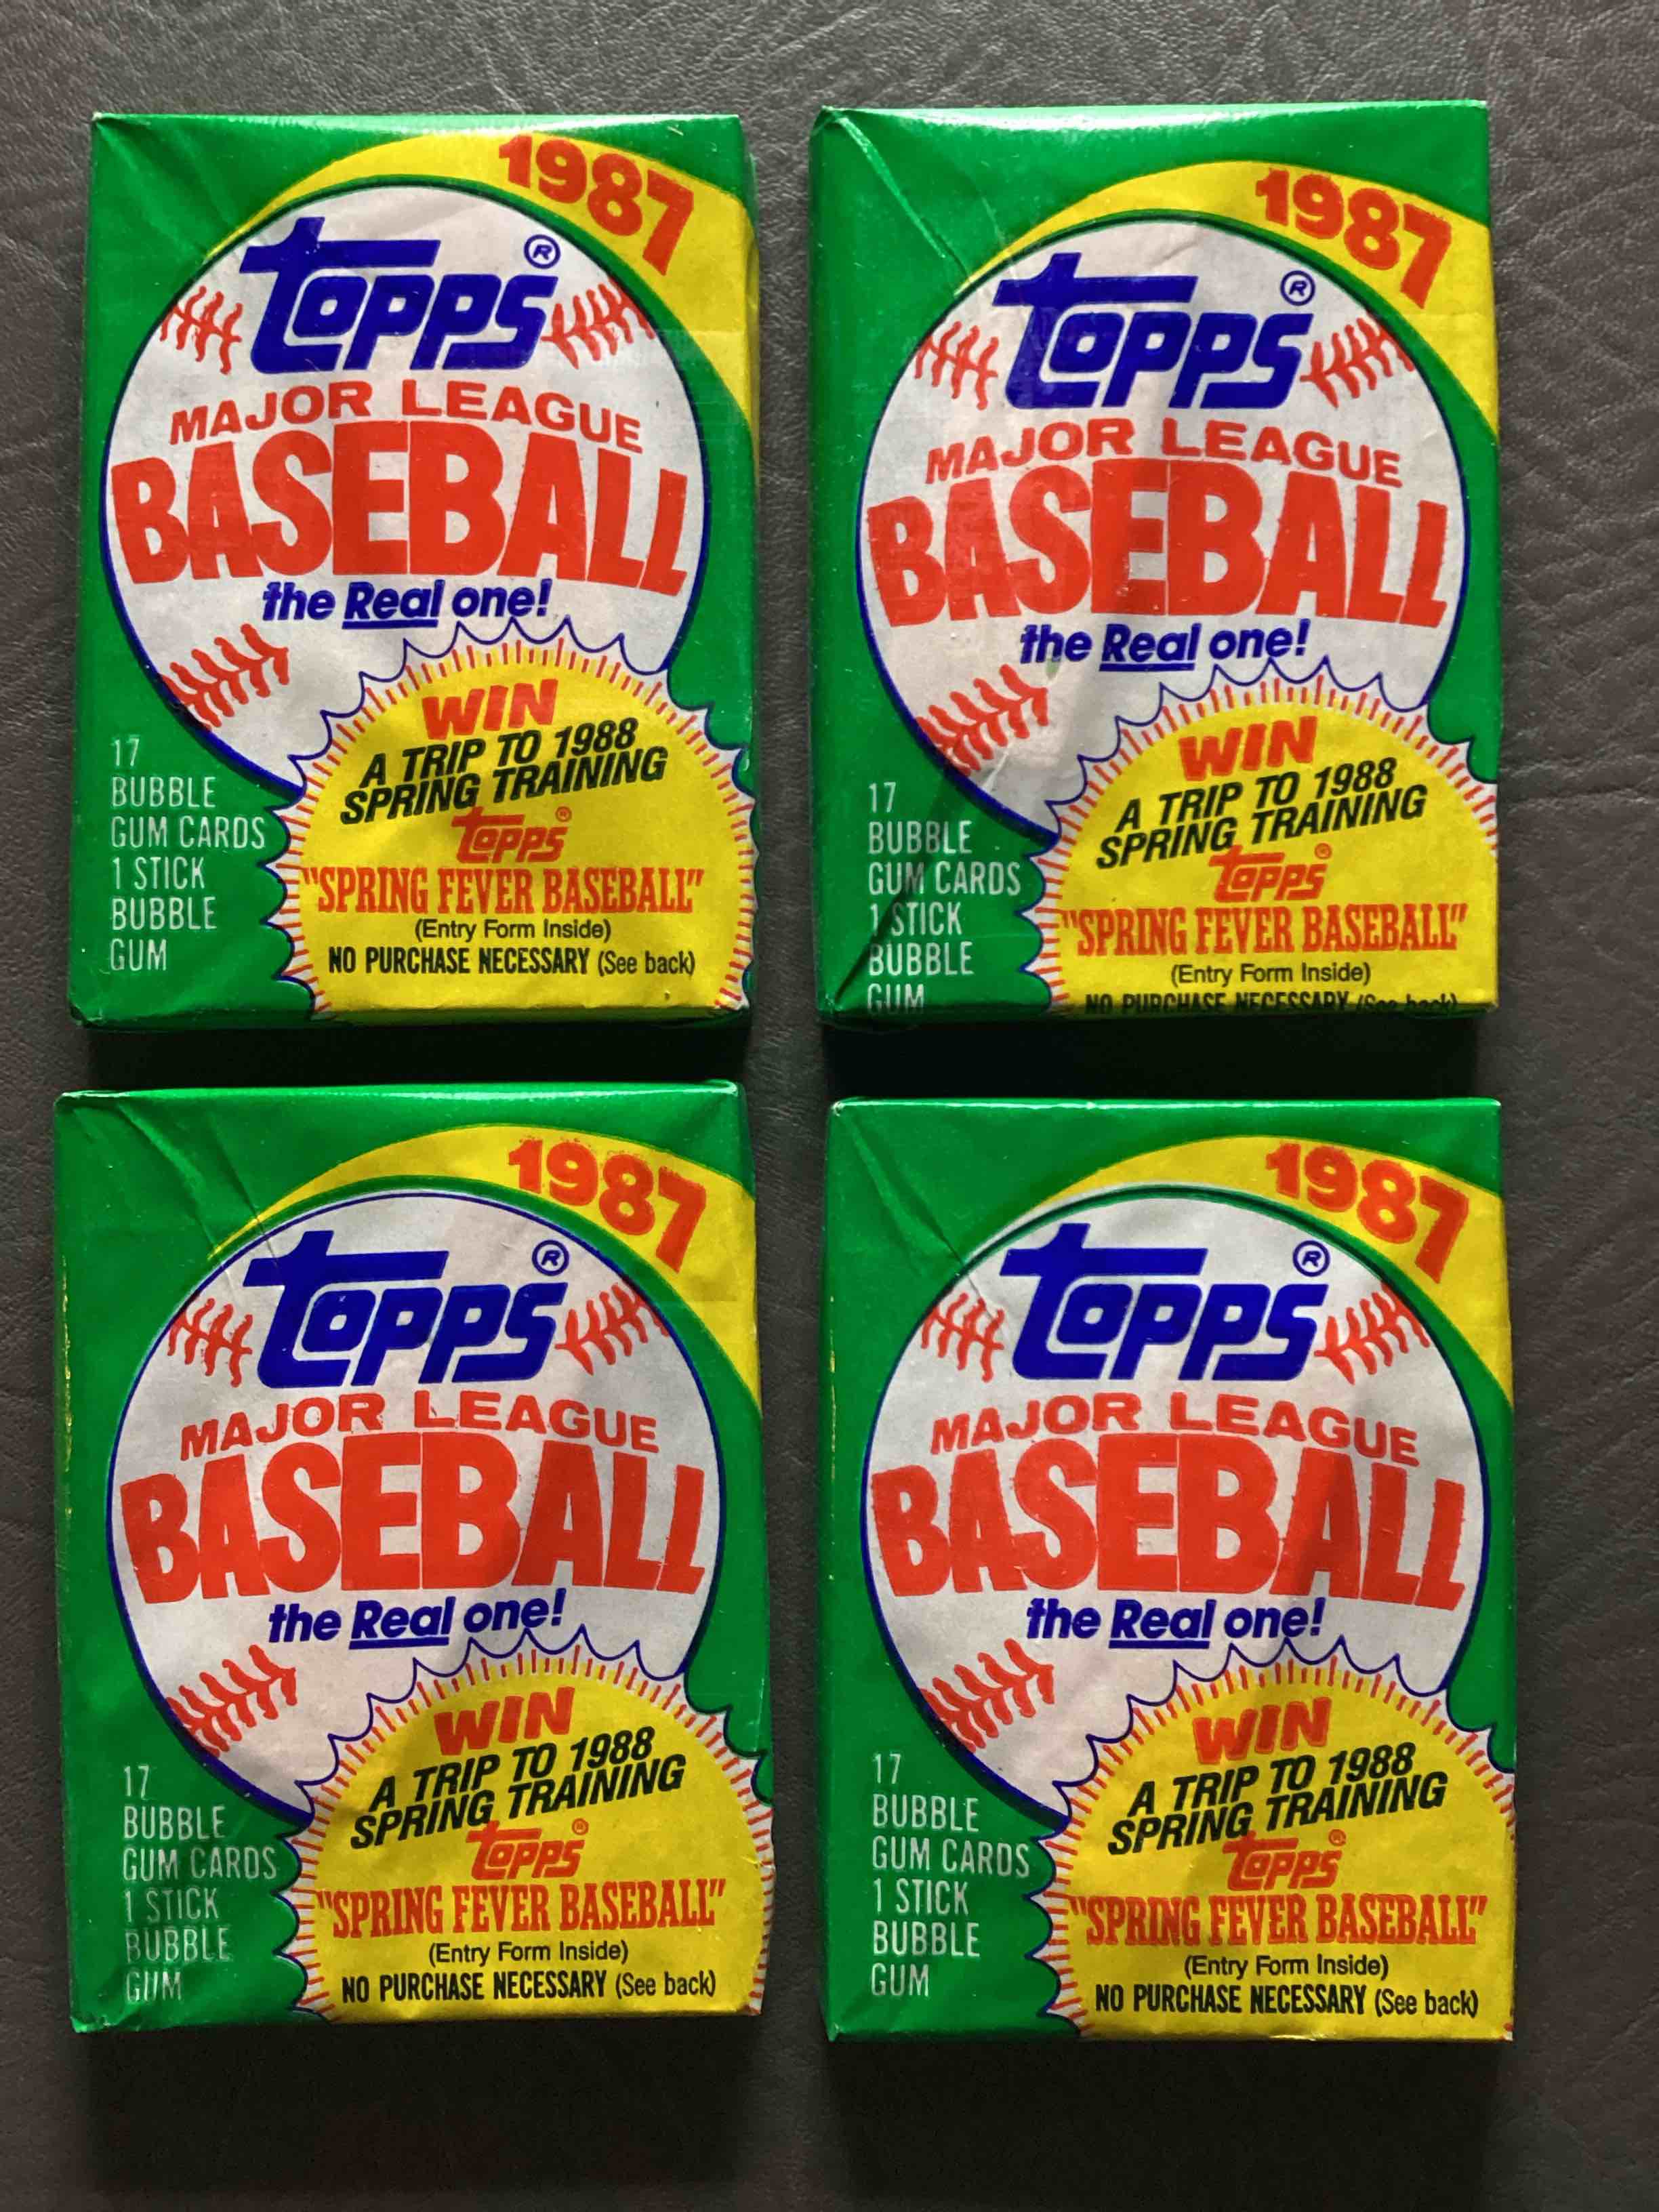 1987
Topps®
MAJOR LEAGUE
BASEBALL
the Real one!
17
BUBBLE
GUM CARDS
1 STICK
BUBBLE
GUM
WIN
A TRIP TO 1988
SPRING TRAINING
Topps®
"SPRING FEVER BASEBALL"
(Entry Form Inside)
NO PURCHASE NECESSARY (See back)
1987
Topps®
MAJOR LEAGUE
BASEBALL
the Real one!
17
BUBBLE
GUM CARDS
1 STICK
BUBBLE
GUM
WIN
A TRIP TO 1988
SPRING TRAINING
Topps®
"SPRING FEVER BASEBALL"
(Entry Form Inside)
NO PURCHASE NECESSARY (See back)
1987
Topps®
MAJOR LEAGUE
BASEBALL
the Real one!
17
BUBBLE
GUM CARDS
1 STICK
BUBBLE
GUM
WIN
A TRIP TO 1988
SPRING TRAINING
Topps®
"SPRING FEVER BASEBALL"
(Entry Form Inside)
NO PURCHASE NECESSARY (See back)
1987
Topps®
MAJOR LEAGUE
BASEBALL
the Real one!
17
BUBBLE
GUM CARDS
1 STICK
BUBBLE
GUM
WIN
A TRIP TO 1988
SPRING TRAINING
Topps®
"SPRING FEVER BASEBALL"
(Entry Form Inside)
NO PURCHASE NECESSARY (See back)